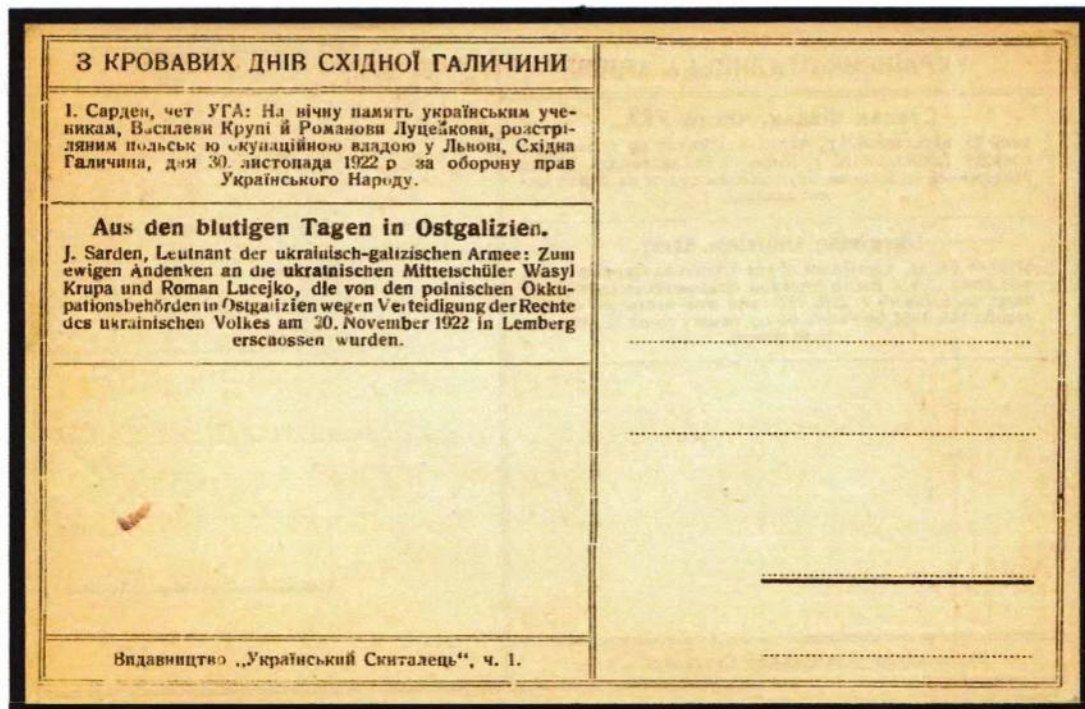 З КРОВАВИХ ДНІВ СХІДНОЇ ГАЛИЧИНИ
І. Сарден, чет УГА: На вічну память українським уче-
никам, Василеви Крупі й Романови Луцейкови, розстрі-
ляним польськ ю окупаційною владою у Львові, Східна
Галичина, дня 30. листопада 1922 р за оборону прав
Українського Народу.
Aus den blutigen Tagen in Ostgalizien.
J. Sarden, Leutnant der ukrainisch-galizischen Armee: Zum
ewigen Andenken an die ukrainischen Mittelschüler Wasyl
Krupa und Roman Lucejko, die von den polnischen Okku-
pationsbehörden in Ostgalizien wegen Verteidigung der Rechte
des ukrainischen Volkes am 30. November 1922 in Lemberg
erschossen wurden.
Видавництво „Український Скиталець“, ч. 1.